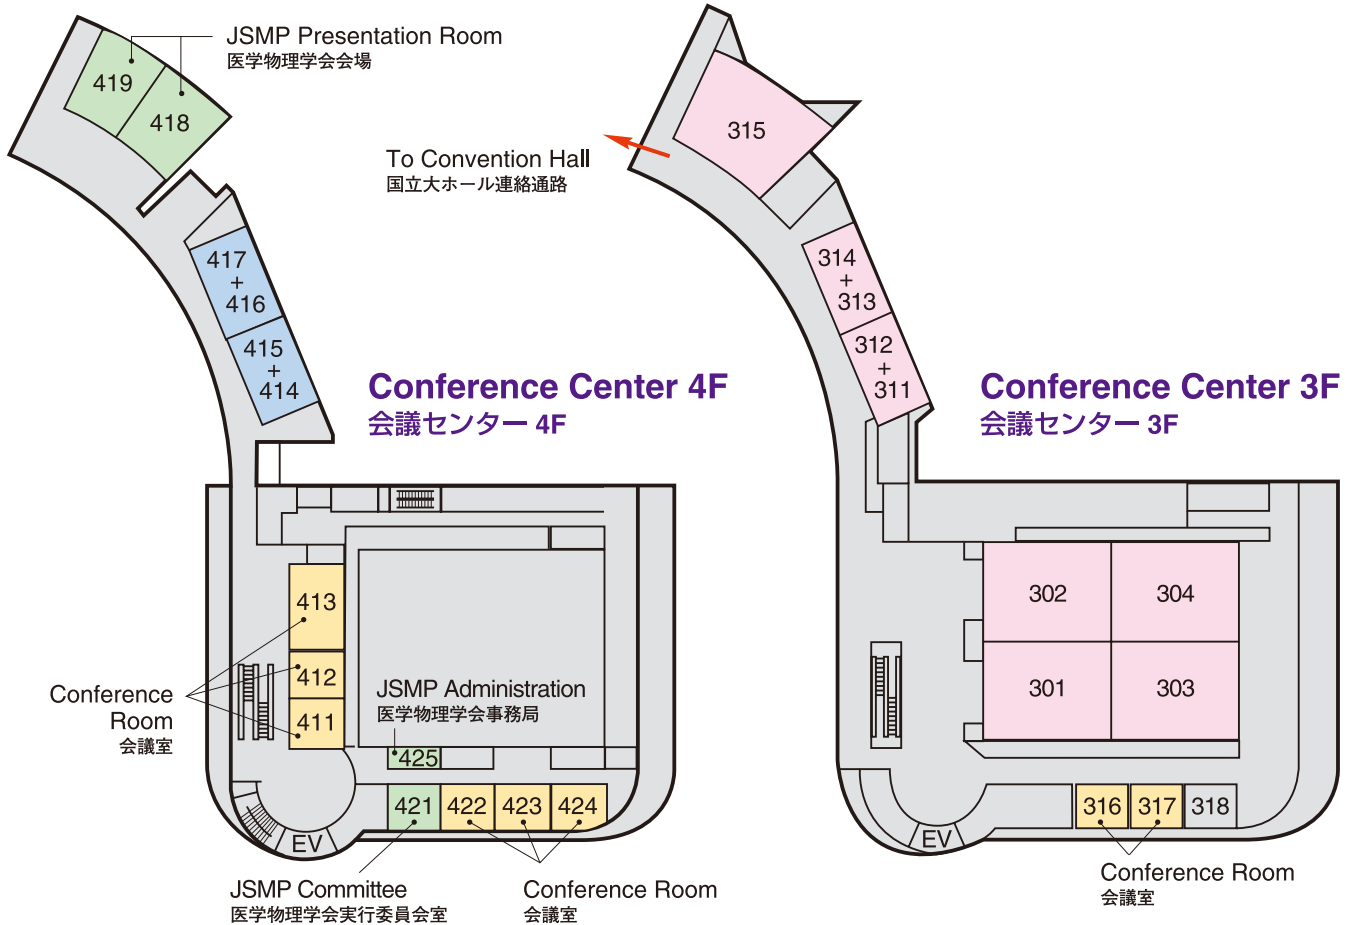 JSMP Presentation Room
医学物理学会会場
419
418
417
+
416
415
+
414
Conference Center 4F
会議センター 4F
413
412
411
Conference
Room
会議室
JSMP Administration
医学物理学会事務局
425
421
422
423
424
EV
JSMP Committee
医学物理学会実行委員会室
Conference Room
会議室
To Convention Hall
国立大ホール連絡通路
315
314
+
313
312
+
311
Conference Center 3F
会議センター 3F
302
304
301
303
316
317
318
EV
Conference Room
会議室